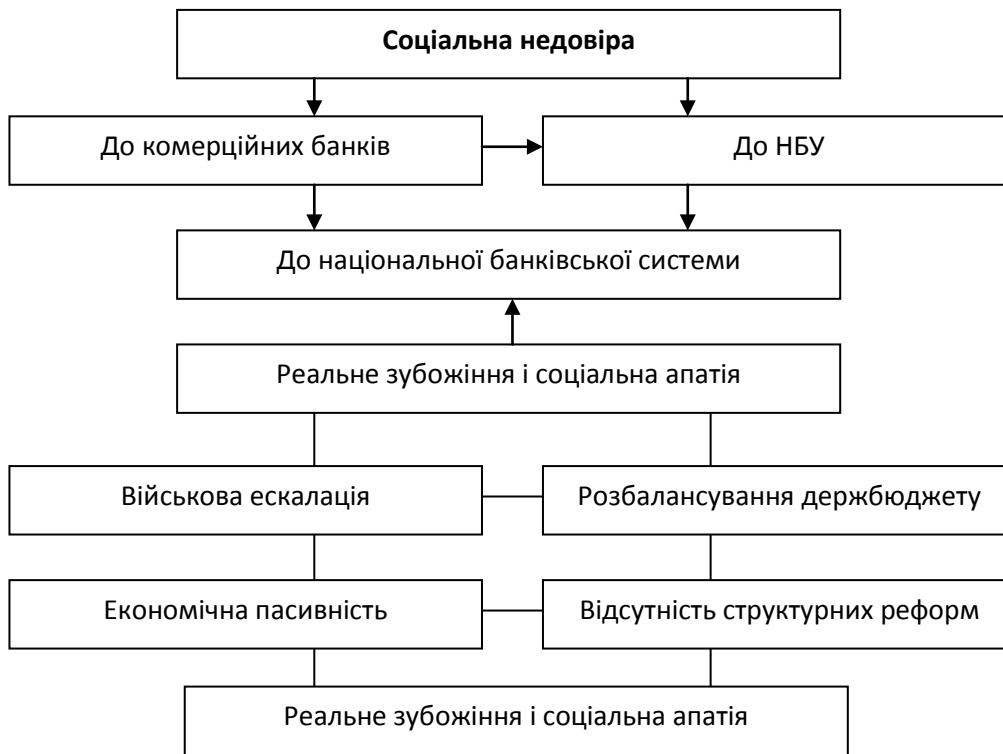 Соціальна недовіра
До комерційних банків
До НБУ
До національної банківської системи
Реальне зубожіння і соціальна апатія
Військова ескалація
Розбалансування держбюджету
Економічна пасивність
Відсутність структурних реформ
Реальне зубожіння і соціальна апатія